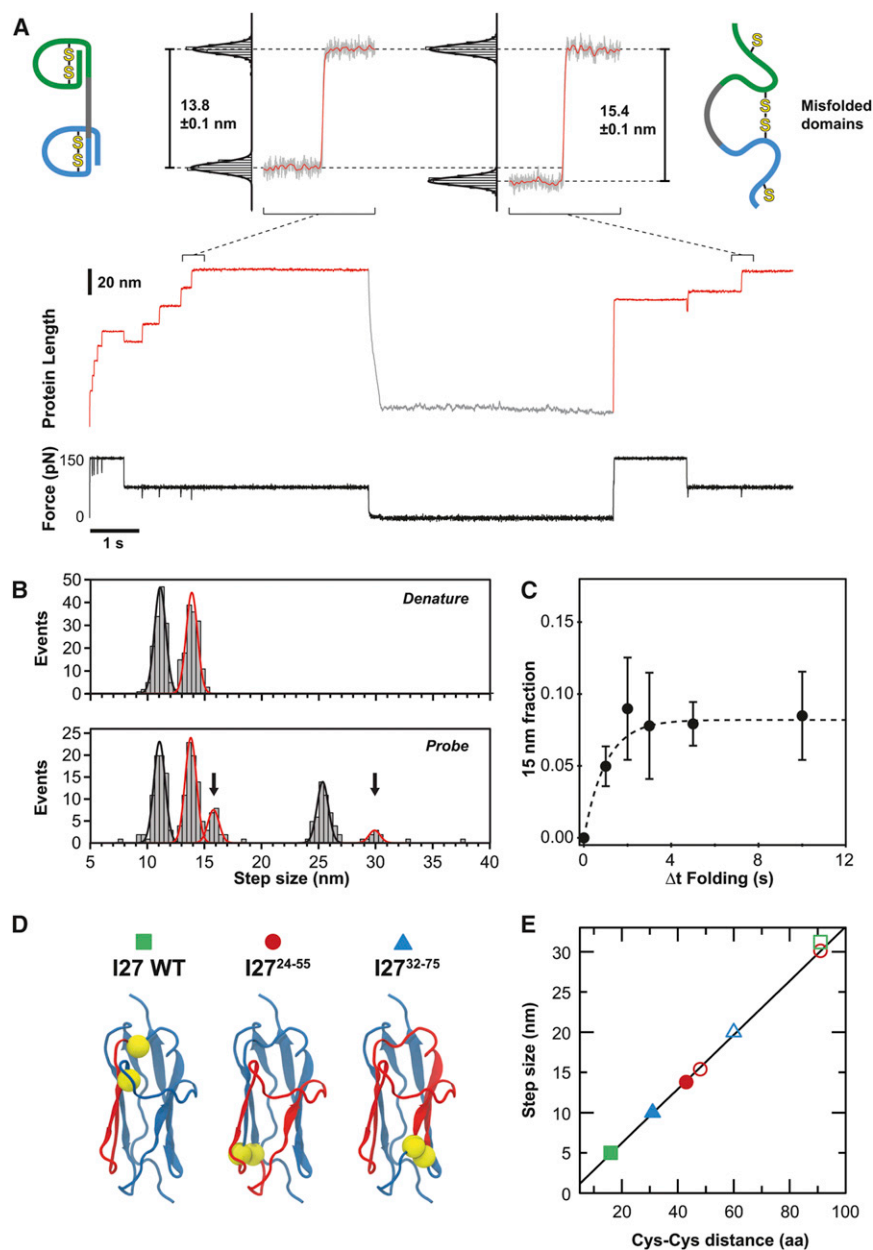 A
S
S
S
S
13.8
±0.1 nm
15.4
±0.1 nm
S
S
S
S
Misfolded
domains
20 nm
Protein Length
Force (pN)
150
0
1 s
B
Events
50
40
30
20
10
0
Denature
Events
25
20
15
10
5
0
Probe
5 10 15 20 25 30 35 40
Step size (nm)
C
15 nm fraction
0.15
0.10
0.05
0.00
0 4 8 12
Δt Folding (s)
D
I27 WT
I27²⁴⁻⁵⁵
I27³²⁻⁷⁵
E
Step size (nm)
30
25
20
15
10
5
0
20 40 60 80 100
Cys-Cys distance (aa)